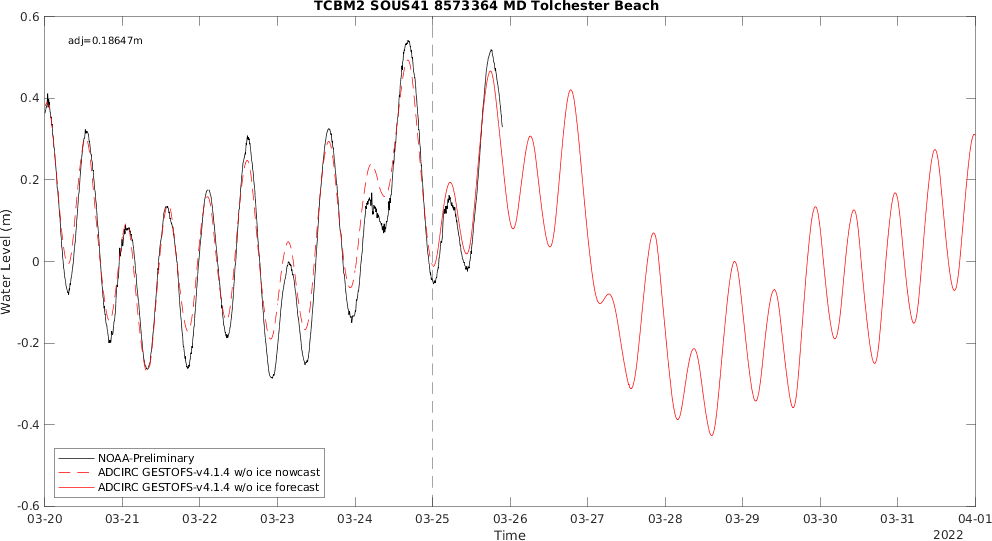 TCBM2 SOUS41 8573364 MD Tolchester Beach
adj=0.18647m
0.6
0.4
0.2
0
-0.2
-0.4
-0.6
Water Level (m)
NOAA-Preliminary
ADCIRC GESTOFS-v4.1.4 w/o ice nowcast
ADCIRC GESTOFS-v4.1.4 w/o ice forecast
03-20 03-21 03-22 03-23 03-24 03-25 03-26 03-27 03-28 03-29 03-30 03-31 04-01
Time
2022